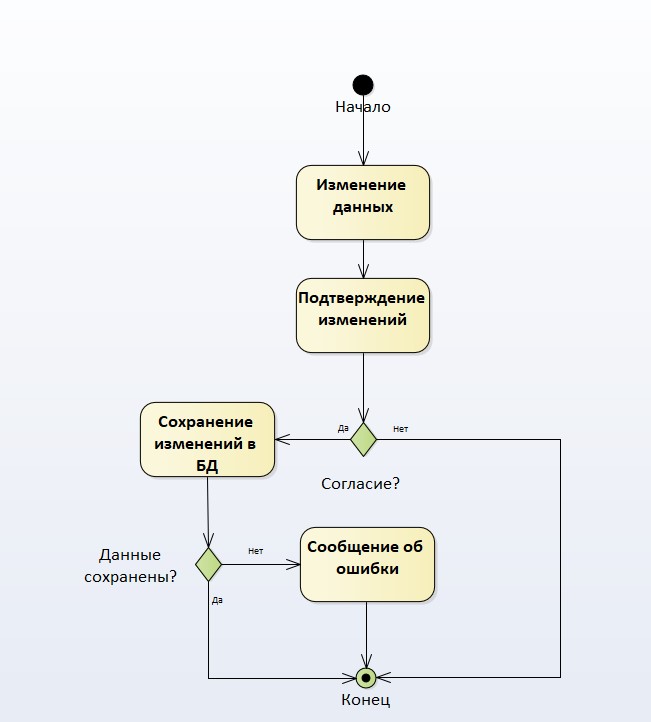 Начало
Изменение
данных
Подтверждение
изменений
Да
Нет
Согласие?
Сохранение
изменений в
БД
Данные
сохранены?
Нет
Да
Сообщение об
ошибки
Конец